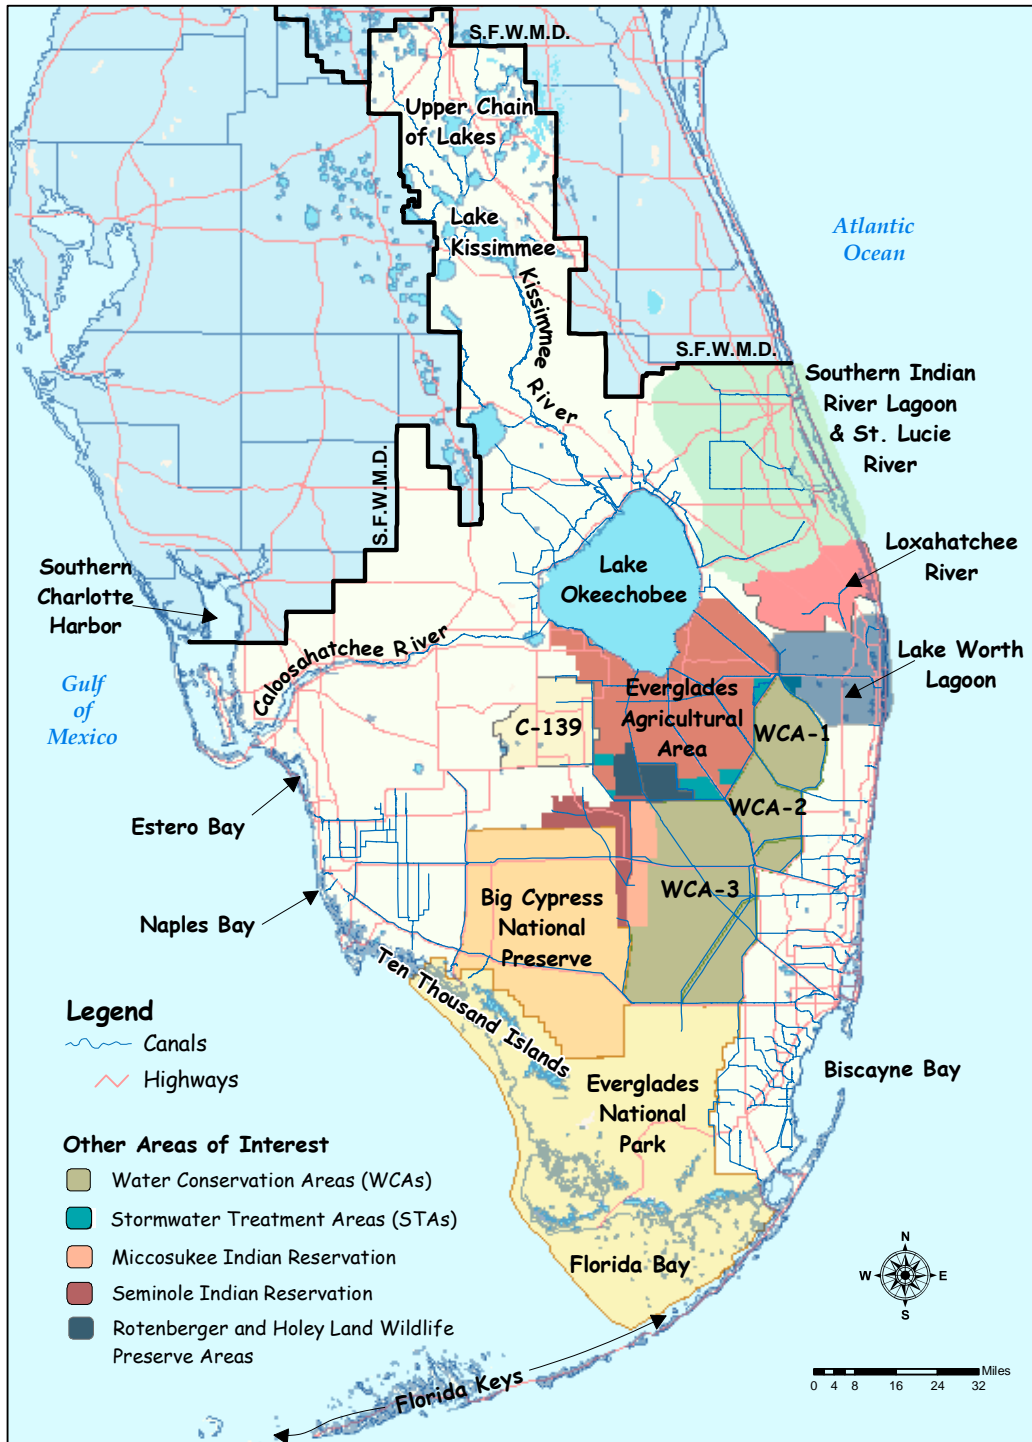 S.F.W.M.D.
Upper Chain
of Lakes
Lake
Kissimmee
Atlantic
Ocean
Kissimmee
River
S.F.W.M.D.
Southern Indian
River Lagoon
& St. Lucie
River
S.F.W.M.D.
Loxahatchee
River
Southern
Charlotte
Harbor
Lake
Okeechobee
Caloosahatchee River
Lake Worth
Lagoon
Gulf
of
Mexico
Everglades
Agricultural
Area
C-139
WCA-1
WCA-2
Estero Bay
WCA-3
Big Cypress
National
Preserve
Naples Bay
Ten Thousand Islands
Legend
Canals
Highways
Biscayne Bay
Everglades
National
Park
Other Areas of Interest
Water Conservation Areas (WCAs)
Stormwater Treatment Areas (STAs)
Miccosukee Indian Reservation
Seminole Indian Reservation
Rotenberger and Holey Land Wildlife
Preserve Areas
Florida Bay
N
W E
S
Florida Keys
Miles
0 4 8 16 24 32